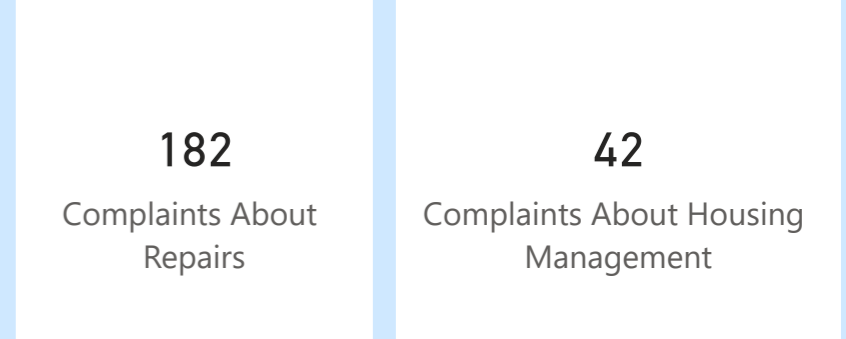 182
Complaints About
Repairs
42
Complaints About Housing
Management